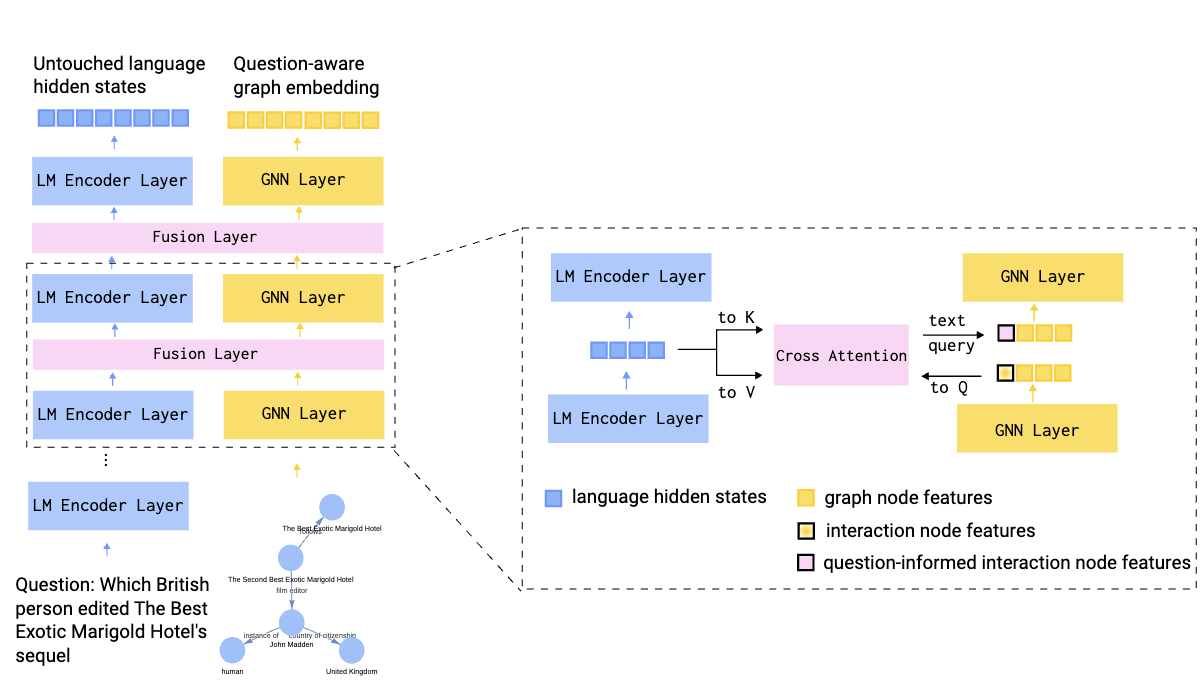 Untouched language
hidden states
Question-aware
graph embedding
LM Encoder Layer
GNN Layer
Fusion Layer
LM Encoder Layer
GNN Layer
Fusion Layer
LM Encoder Layer
GNN Layer
⋮
LM Encoder Layer
Question: Which British
person edited The Best
Exotic Marigold Hotel's
sequel
The Best Exotic Marigold Hotel
follows
The Second Best Exotic Marigold Hotel
film editor
instance of
country of citizenship
John Madden
human
United Kingdom
LM Encoder Layer
GNN Layer
to K
Cross Attention
text
query
to V
to Q
LM Encoder Layer
GNN Layer
language hidden states
graph node features
interaction node features
question-informed interaction node features